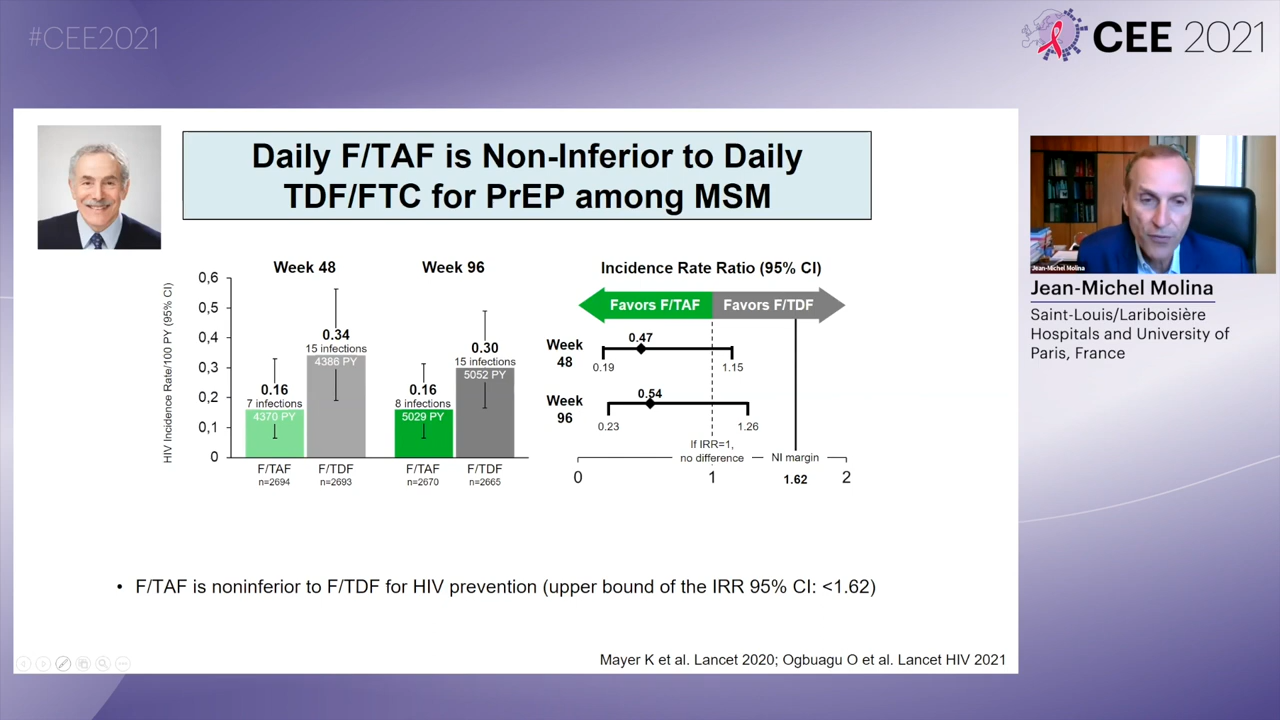 #CEE2021
CEE 2021
Daily F/TAF is Non-Inferior to Daily
TDF/FTC for PrEP among MSM
HIV Incidence Rate/100 PY (95% CI)
0,6
0,5
0,4
0,3
0,2
0,1
0
Week 48
Week 96
0.16
7 infections
4370 PY
0.34
15 infections
4386 PY
0.16
8 infections
5029 PY
0.30
15 infections
5052 PY
F/TAF
n=2694
F/TDF
n=2693
F/TAF
n=2670
F/TDF
n=2665
Incidence Rate Ratio (95% CI)
Favors F/TAF
Favors F/TDF
Week
48
0.47
0.19
1.15
Week
96
0.54
0.23
1.26
If IRR=1,
no difference
NI margin
0
1
1.62
2
• F/TAF is noninferior to F/TDF for HIV prevention (upper bound of the IRR 95% CI: <1.62)
Mayer K et al. Lancet 2020; Ogbuagu O et al. Lancet HIV 2021
Jean-Michel Molina
Jean-Michel Molina
Saint-Louis/Lariboisière
Hospitals and University of
Paris, France